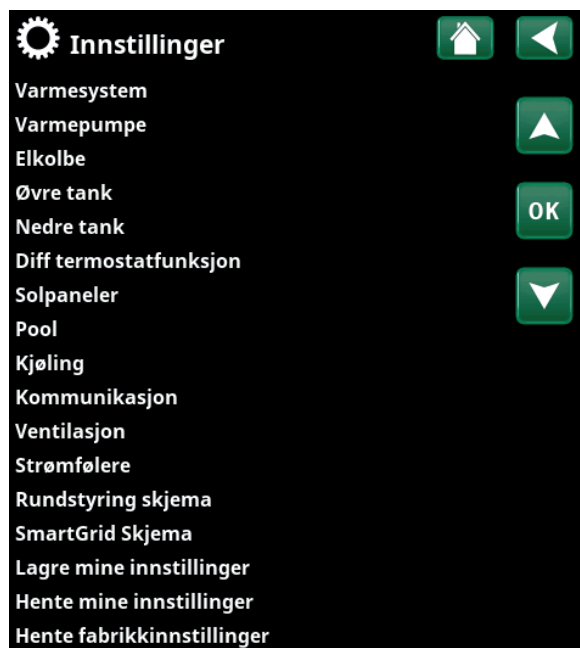 Innstillinger
Varmesystem
Varmepumpe
Elkolbe
Øvre tank
Nedre tank
OK
Diff termostatfunksjon
Solpaneler
Pool
Kjøling
Kommunikasjon
Ventilasjon
Strømfølere
Rundstyring skjema
SmartGrid Skjema
Lagre mine innstillinger
Hente mine innstillinger
Hente fabrikkinnstillinger